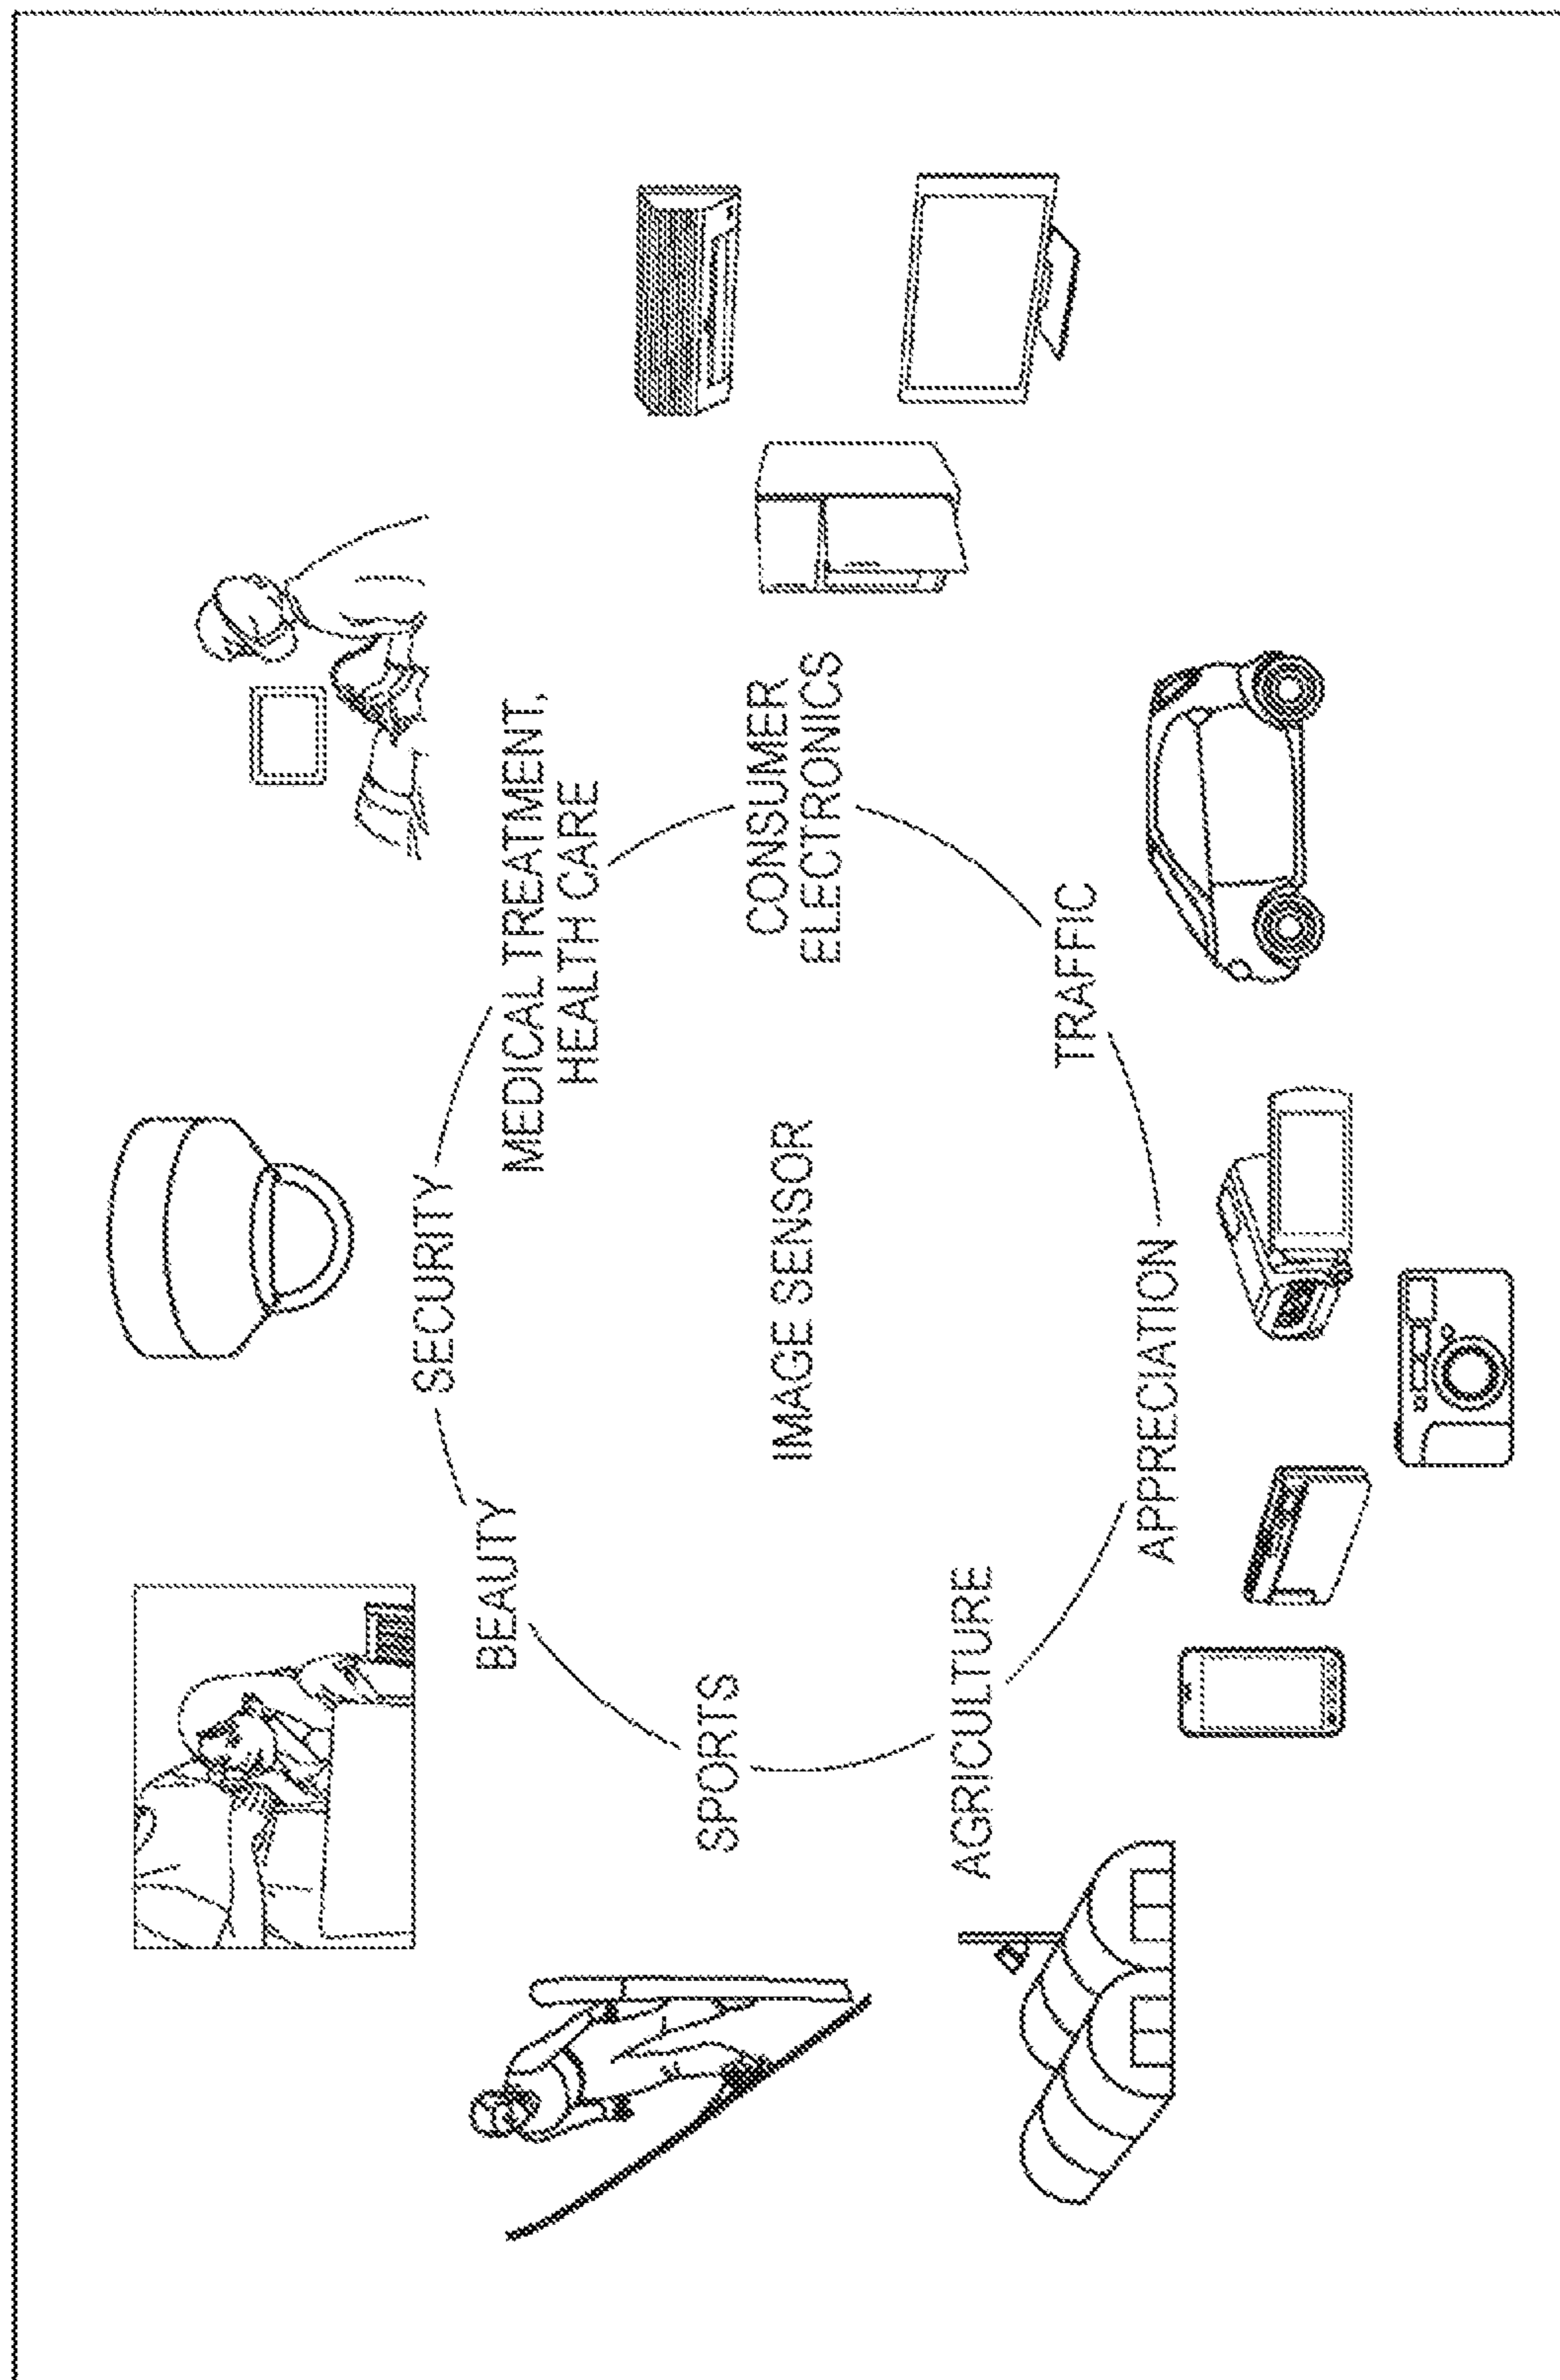 SECURITY
BEAUTY
MEDICAL TREATMENT,
HEALTH CARE
SPORTS
IMAGE SENSOR
CONSUMER
ELECTRONICS
AGRICULTURE
TRAFFIC
APPRECIATION